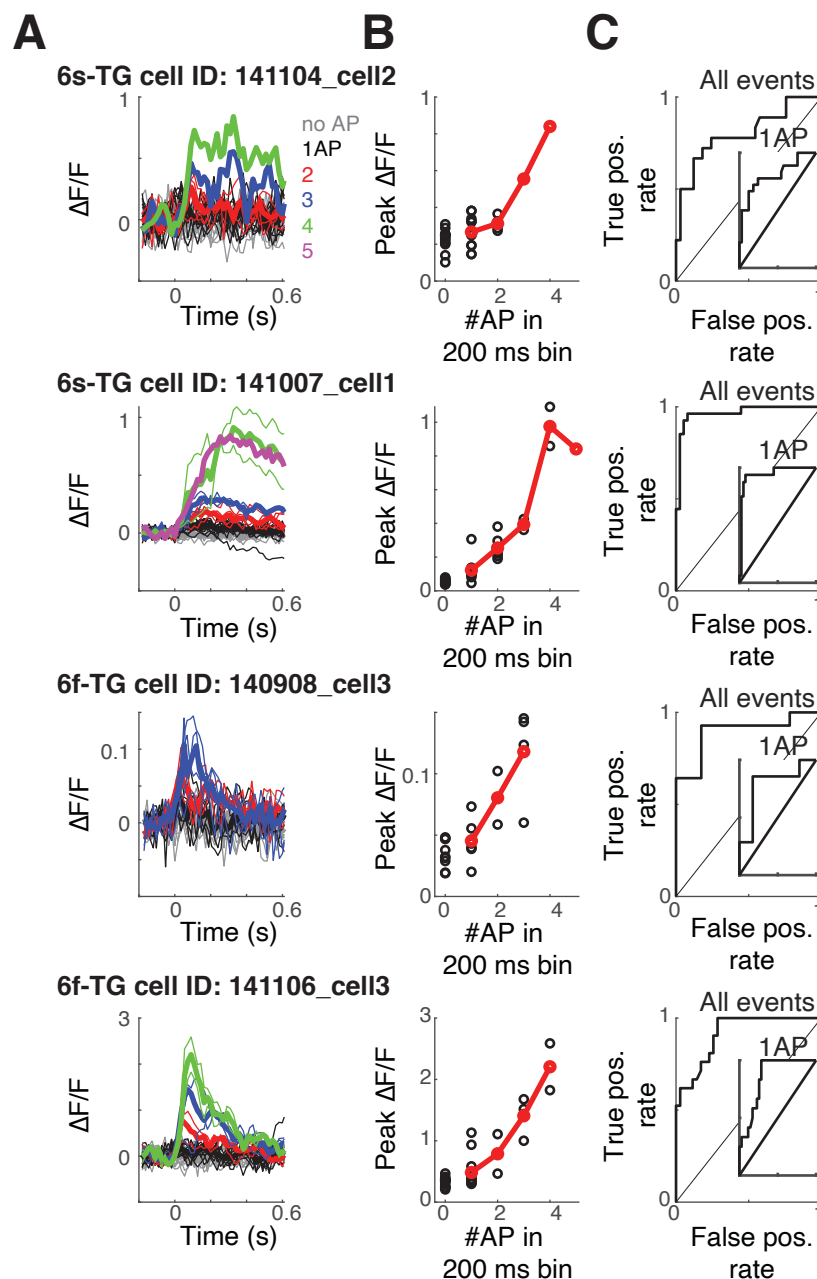 A
B
C
6s-TG cell ID: 141104_cell2
1
0
ΔF/F
0
0.6
Time (s)
no AP
1AP
2
3
4
5
1
0
Peak ΔF/F
0
2
4
#AP in
200 ms bin
All events
1AP
1
0
True pos.
rate
0
1
False pos.
rate
6s-TG cell ID: 141007_cell1
1
0
ΔF/F
0
0.6
Time (s)
1
0
Peak ΔF/F
0
2
4
#AP in
200 ms bin
All events
1AP
1
0
True pos.
rate
0
1
False pos.
rate
6f-TG cell ID: 140908_cell3
0.1
0
ΔF/F
0
0.6
Time (s)
0.1
0
Peak ΔF/F
0
2
4
#AP in
200 ms bin
All events
1AP
1
0
True pos.
rate
0
1
False pos.
rate
6f-TG cell ID: 141106_cell3
3
0
ΔF/F
0
0.6
Time (s)
3
2
1
0
Peak ΔF/F
0
2
4
#AP in
200 ms bin
All events
1AP
1
0
True pos.
rate
0
1
False pos.
rate